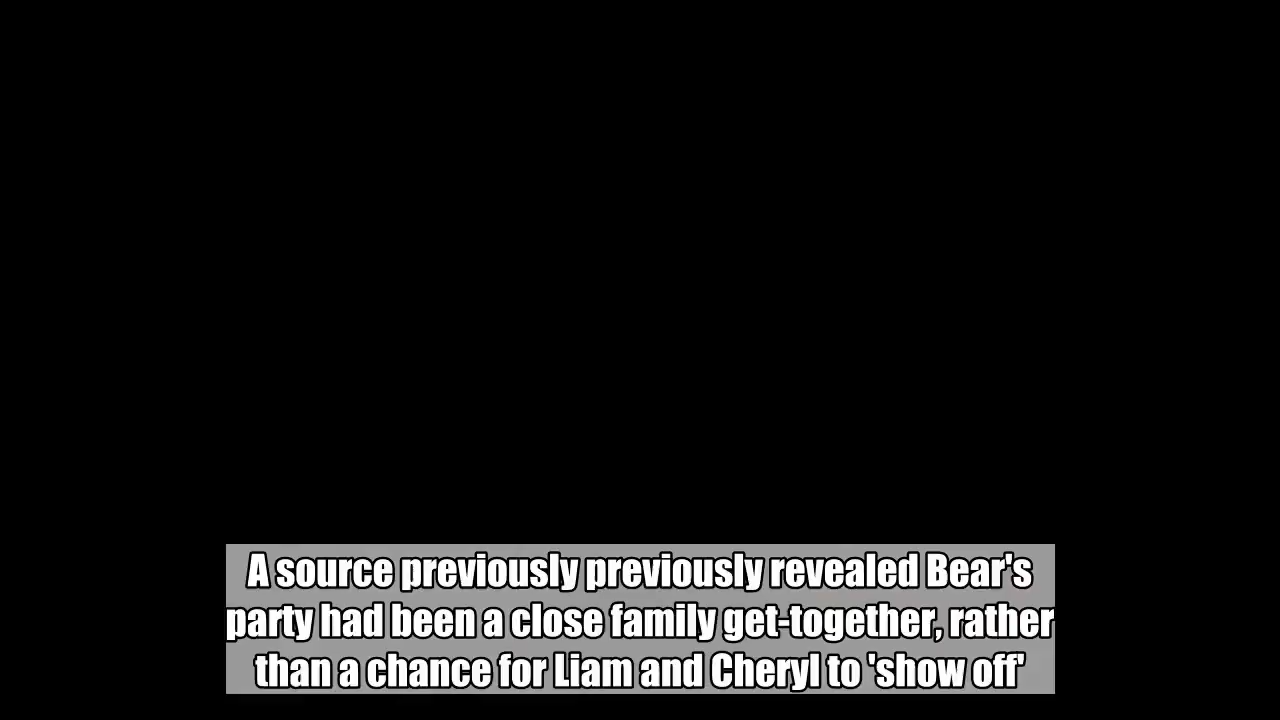 A source previously previously revealed Bear's
party had been a close family get-together, rather
than a chance for Liam and Cheryl to 'show off'